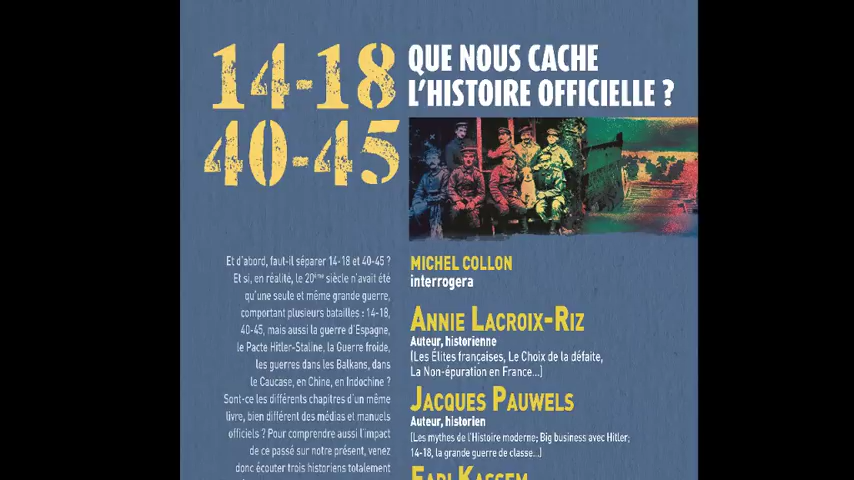 14-18
40-45
QUE NOUS CACHE
L'HISTOIRE OFFICIELLE ?
Et d'abord, faut-il séparer 14-18 et 40-45 ?
Et si, en réalité, le 20ème siècle n'avait été
qu'une seule et même grande guerre,
comportant plusieurs batailles : 14-18,
40-45, mais aussi la guerre d'Espagne,
le Pacte Hitler-Staline, la Guerre froide,
les guerres dans les Balkans, dans
le Caucase, en Chine, en Indochine ?
Sont-ce les différents chapitres d'un même
livre, bien différent des médias et manuels
officiels ? Pour comprendre aussi l'impact
de ce passé sur notre présent, venez
donc écouter trois historiens totalement
MICHEL COLLON
interrogera
ANNIE LACROIX-RIZ
Auteur, historienne
(Les Élites françaises, Le Choix de la défaite,
La Non-épuration en France...)
JACQUES PAUWELS
Auteur, historien
(Les mythes de l'Histoire moderne; Big business avec Hitler;
14-18, la grande guerre de classe...)